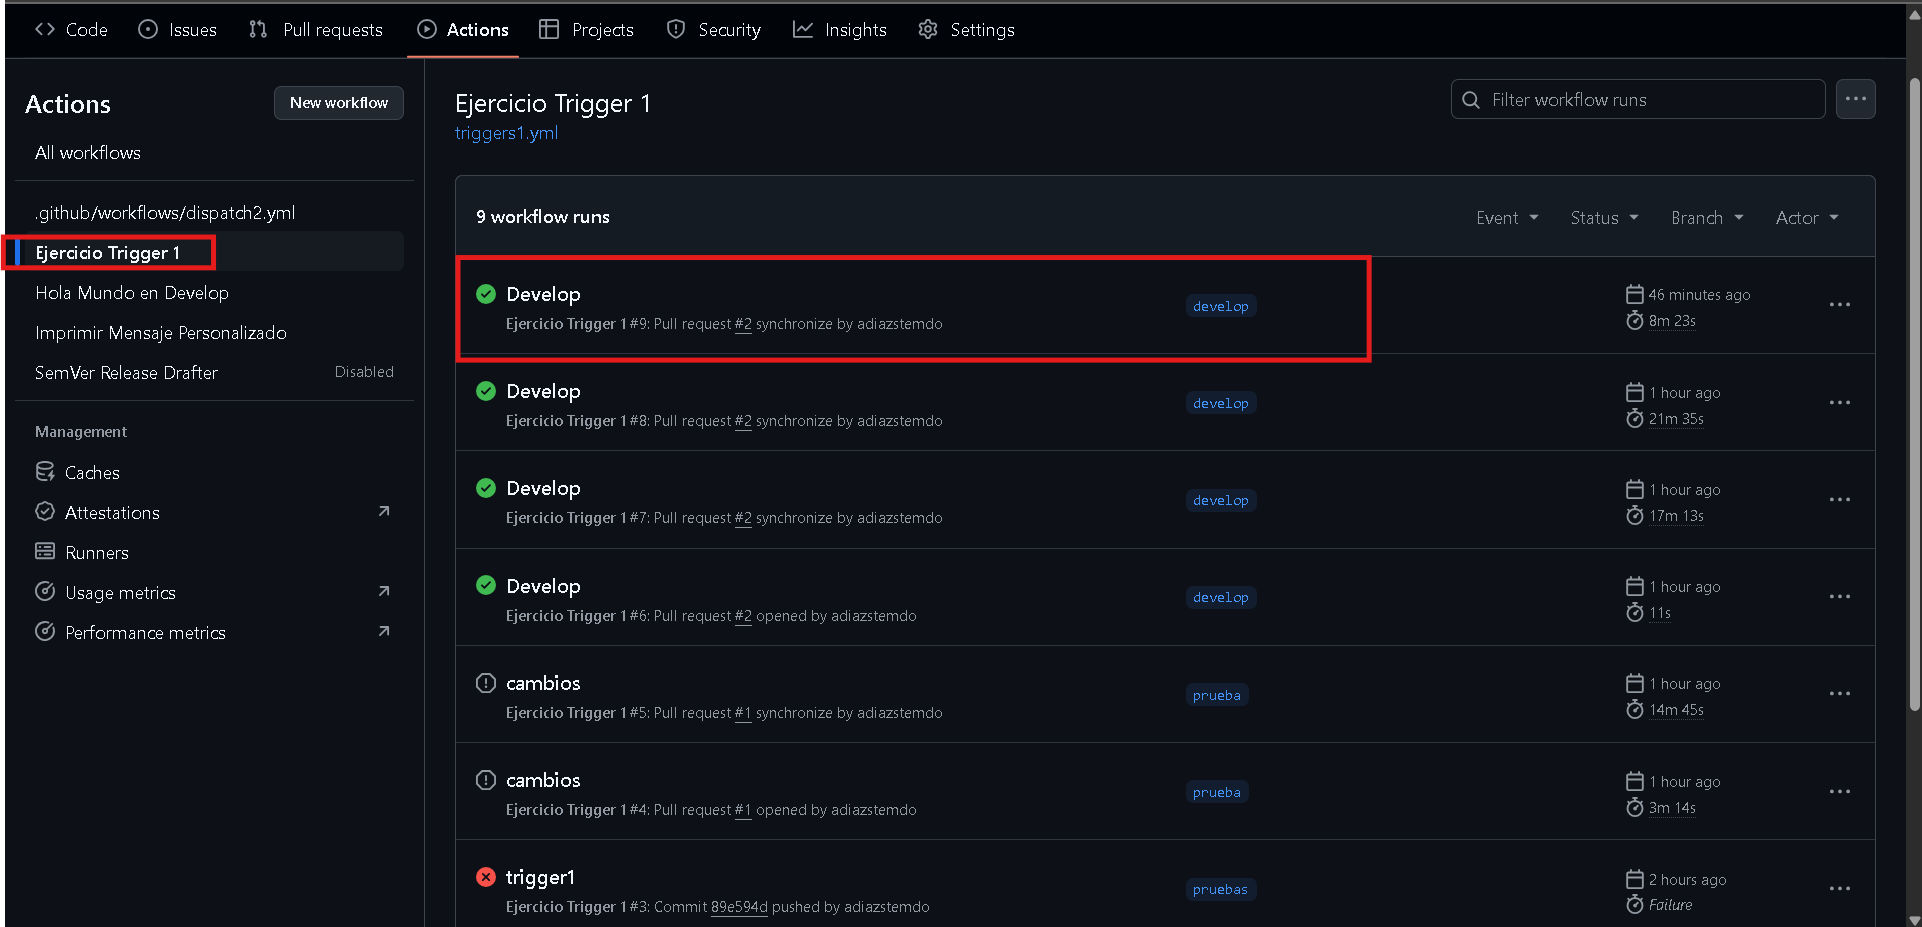 Code Issues Pull requests Actions Projects Security Insights Settings
Actions
New workflow
All workflows
.github/workflows/dispatch2.yml
Ejercicio Trigger 1
Hola Mundo en Develop
Imprimir Mensaje Personalizado
SemVer Release Drafter Disabled
Management
Caches
Attestations
Runners
Usage metrics
Performance metrics
Ejercicio Trigger 1
triggers1.yml
Filter workflow runs
9 workflow runs
Event Status Branch Actor
Develop
Ejercicio Trigger 1 #9: Pull request #2 synchronize by adiazstemdo
develop
46 minutes ago
8m 23s
Develop
Ejercicio Trigger 1 #8: Pull request #2 synchronize by adiazstemdo
develop
1 hour ago
21m 35s
Develop
Ejercicio Trigger 1 #7: Pull request #2 synchronize by adiazstemdo
develop
1 hour ago
17m 13s
Develop
Ejercicio Trigger 1 #6: Pull request #2 opened by adiazstemdo
develop
1 hour ago
11s
cambios
Ejercicio Trigger 1 #5: Pull request #1 synchronize by adiazstemdo
prueba
1 hour ago
14m 45s
cambios
Ejercicio Trigger 1 #4: Pull request #1 opened by adiazstemdo
prueba
1 hour ago
3m 14s
trigger1
Ejercicio Trigger 1 #3: Commit 89e594d pushed by adiazstemdo
pruebas
2 hours ago
Failure